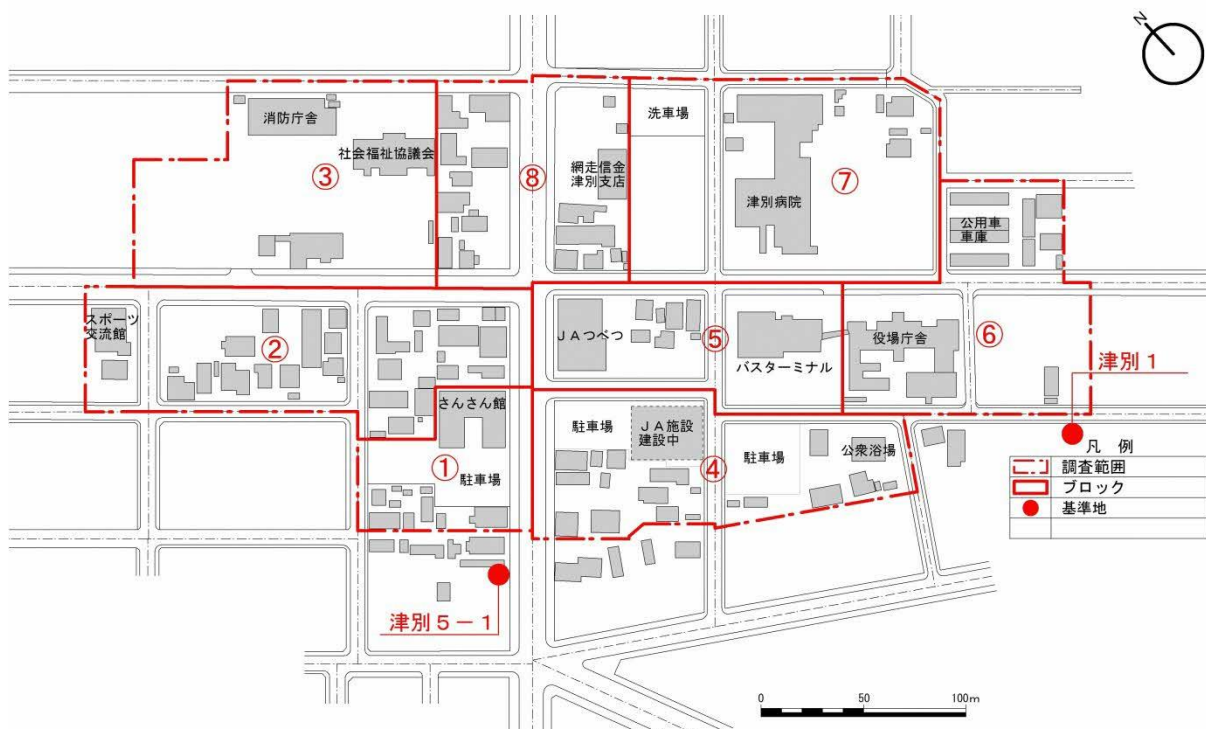 N
消防庁舎
社会福祉協議会
③
⑧
網走信金
津別支店
洗車場
⑦
津別病院
公用車
車庫
スポーツ
交流館
②
JAつべつ
⑤
バスターミナル
役場庁舎
⑥
津別1
さんさん館
①
駐車場
駐車場
JA施設
建設中
④
駐車場
公衆浴場
凡 例
調査範囲
ブロック
基準地
津別5-1
0 50 100m